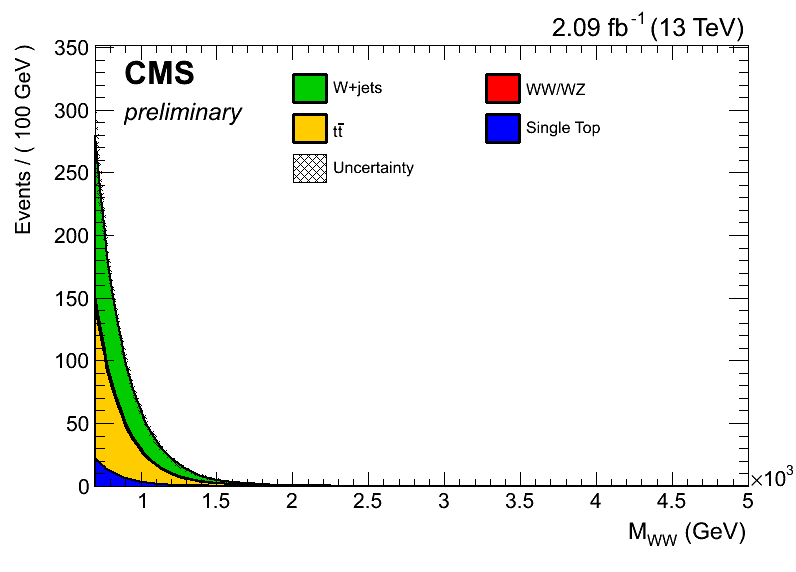 2.09 fb⁻¹ (13 TeV)
Events / ( 100 GeV )
350
300
250
200
150
100
50
0
CMS
preliminary
W+jets
WW/WZ
tt̅
Single Top
Uncertainty
1 1.5 2 2.5 3 3.5 4 4.5 5
×10³
M_WW (GeV)